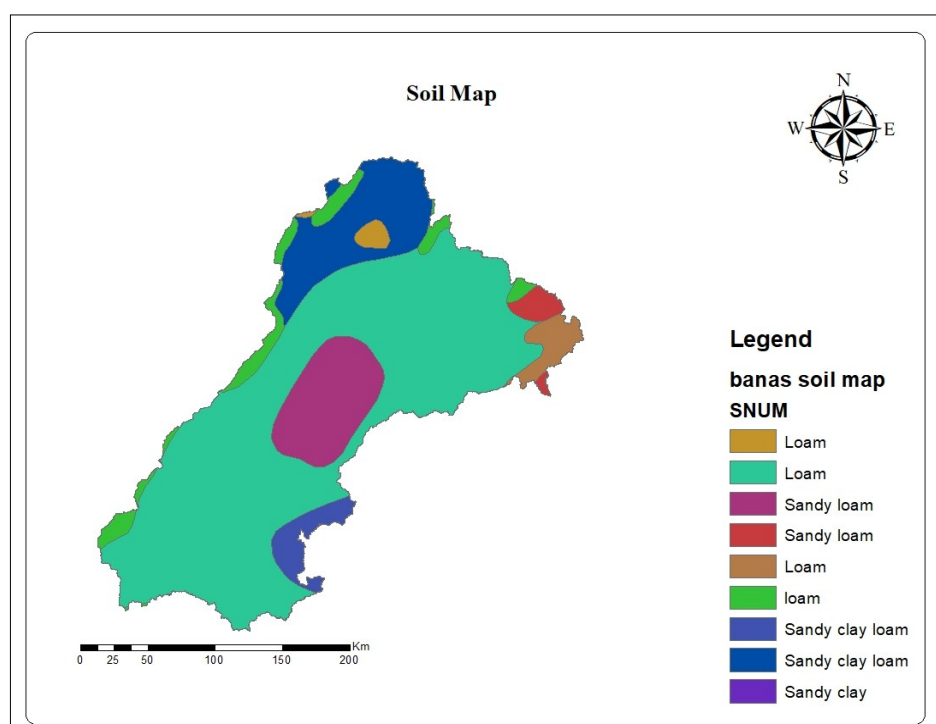 Soil Map
N
W E
S
Legend
banas soil map
SNUM
Loam
Loam
Sandy loam
Sandy loam
Loam
loam
Sandy clay loam
Sandy clay loam
Sandy clay
Km
0 25 50 100 150 200